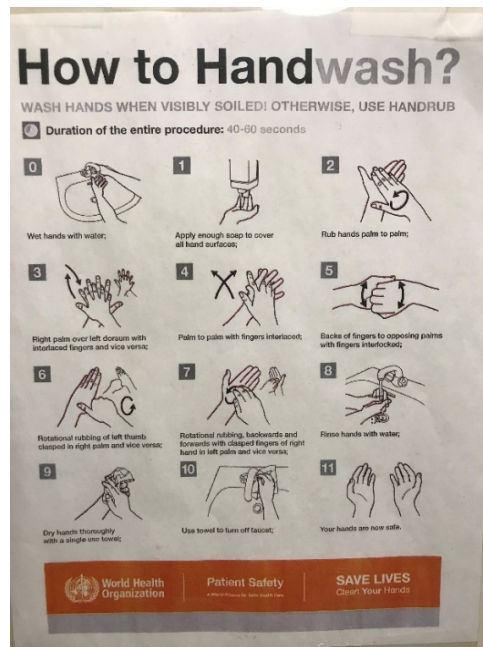 How to Handwash?
WASH HANDS WHEN VISIBLY SOILED! OTHERWISE, USE HANDRUB
Duration of the entire procedure: 40-60 seconds
0
1
2
Wet hands with water;
Apply enough soap to cover
all hand surfaces;
Rub hands palm to palm;
3
4
5
Right palm over left dorsum with
interlaced fingers and vice versa;
Palm to palm with fingers interlaced;
Backs of fingers to opposing palms
with fingers interlocked;
6
7
8
Rotational rubbing of left thumb
clasped in right palm and vice versa;
Rotational rubbing, backwards and
forwards with clasped fingers of right
hand in left palm and vice versa;
Rinse hands with water;
9
10
11
Dry hands thoroughly
with a single use towel;
Use towel to turn off faucet;
Your hands are now safe.
World Health
Organization
Patient Safety
A World Alliance for Safer Health Care
SAVE LIVES
Clean Your Hands